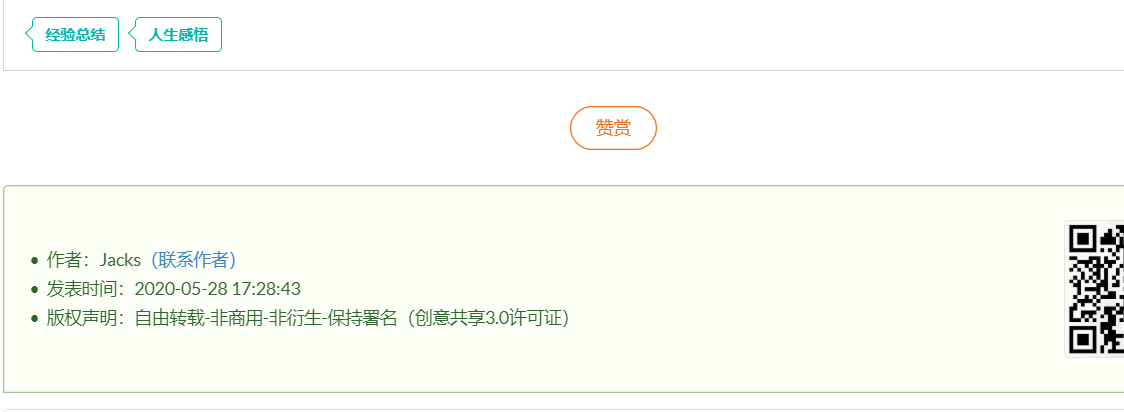 经验总结 人生感悟
赞赏
作者：Jacks（联系作者）
发表时间：2020-05-28 17:28:43
版权声明：自由转载-非商用-非衍生-保持署名（创意共享3.0许可证）